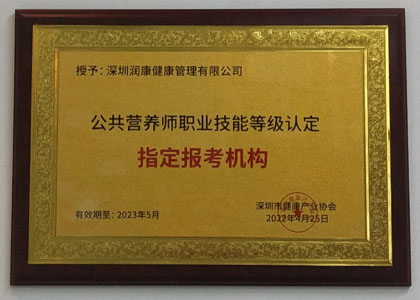 授予：深圳润康健康管理有限公司
公共营养师职业技能等级认定
指定报考机构
有效期至：2023年5月
深圳市健康产业协会
2022年4月25日